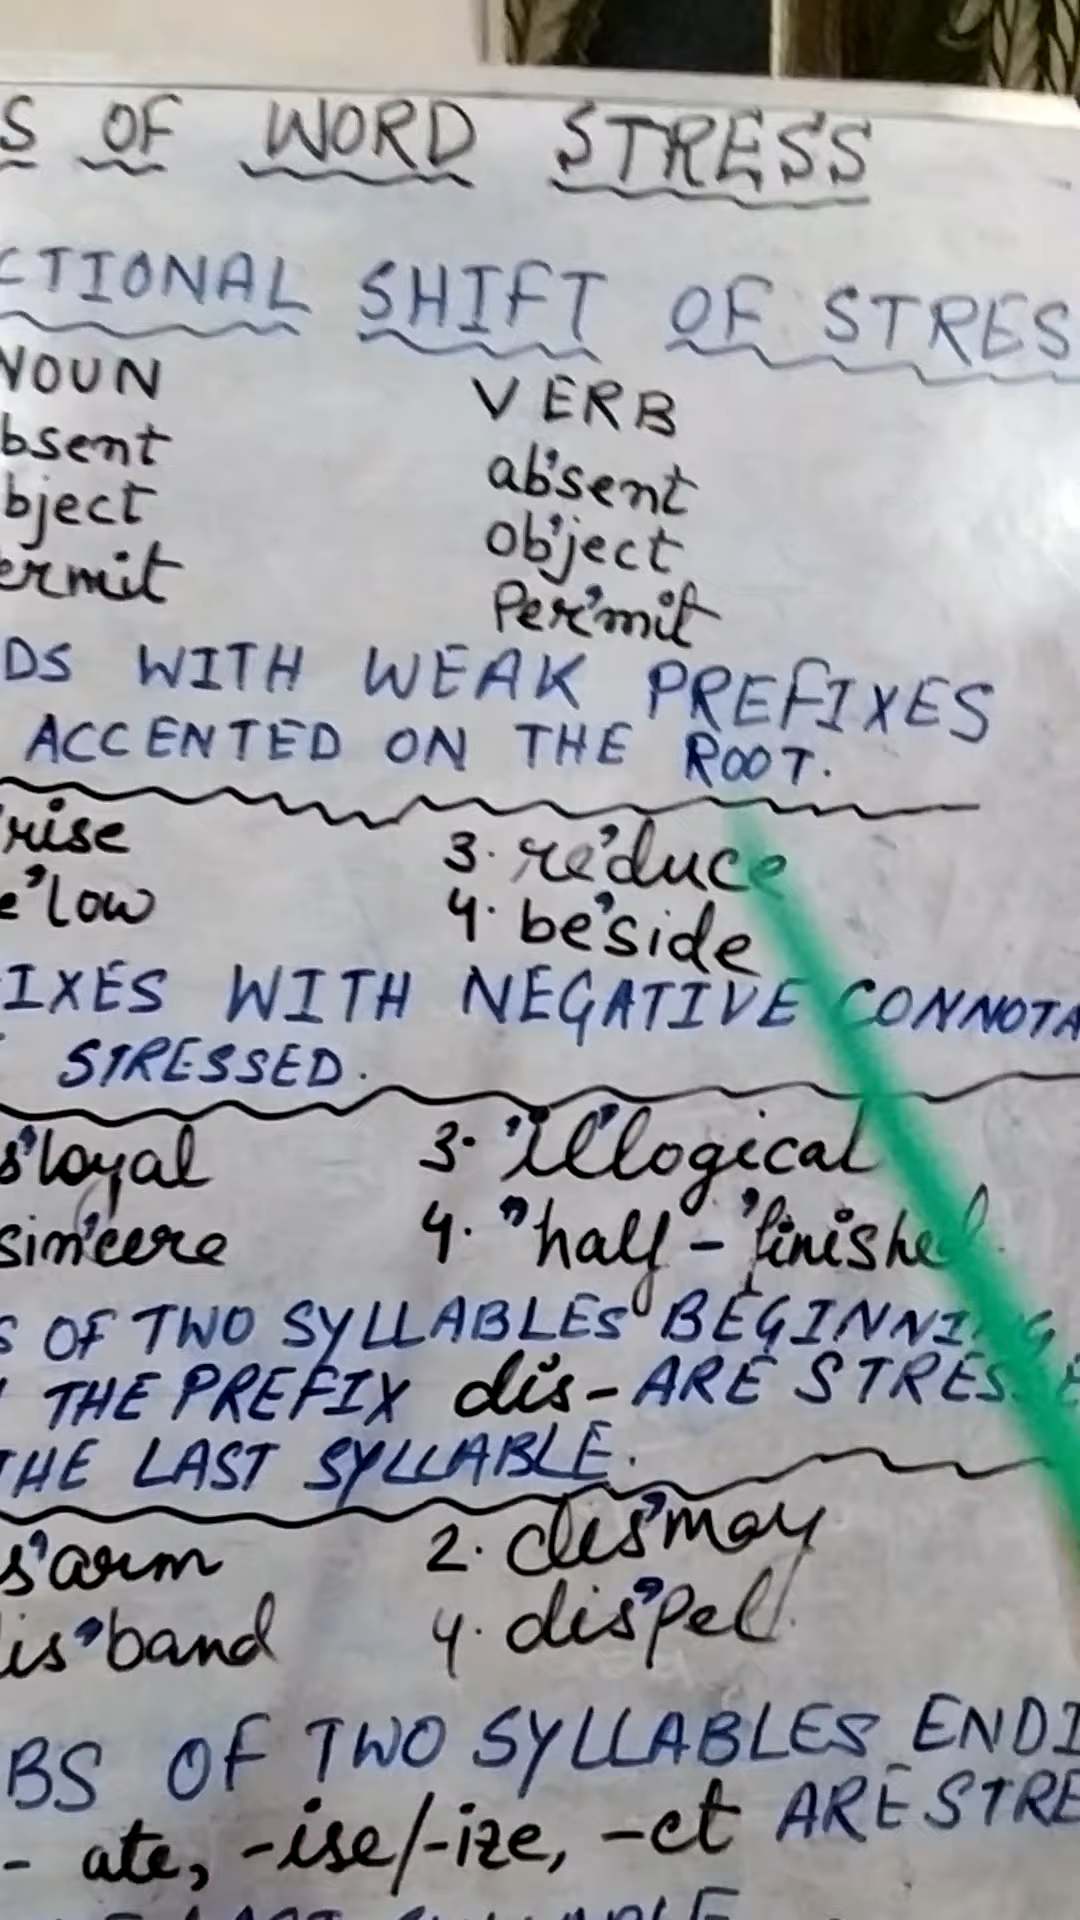 S OF WORD STRESS
CTIONAL SHIFT OF STRES
NOUN VERB
bsent ab'sent
bject ob'ject
ermit Per'mit
DS WITH WEAK PREFIXES
ACCENTED ON THE ROOT.
'rise 3. re'duce
e'low 4. be'side
IXES WITH NEGATIVE CONNOTA
STRESSED.
s'loyal 3. 'il'logical
sin'cere 4. "half-'finished
S OF TWO SYLLABLES BEGINNING
THE PREFIX dis- ARE STRESSE
THE LAST SYLLABLE.
s'arm 2. dis'may
is'band 4. dis'pel
BS OF TWO SYLLABLES ENDI
- ate, -ise/-ize, -ct ARE STRE
LAST SYLLABLE